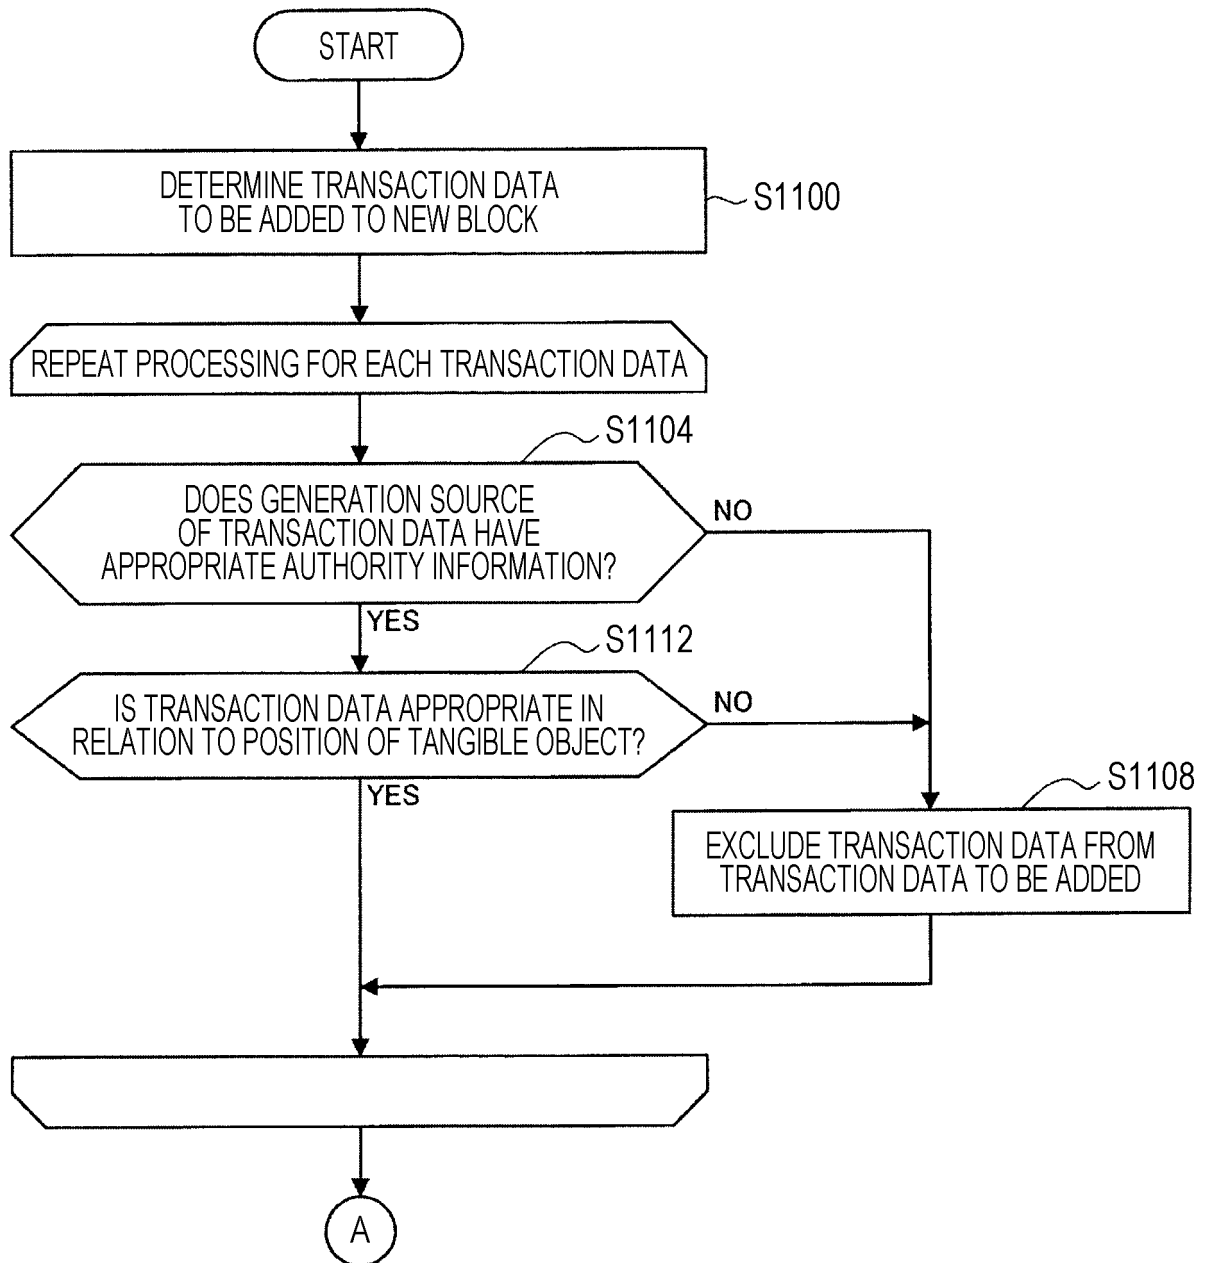 START
DETERMINE TRANSACTION DATA
TO BE ADDED TO NEW BLOCK
S1100
REPEAT PROCESSING FOR EACH TRANSACTION DATA
S1104
DOES GENERATION SOURCE
OF TRANSACTION DATA HAVE
APPROPRIATE AUTHORITY INFORMATION?
NO
YES
S1112
IS TRANSACTION DATA APPROPRIATE IN
RELATION TO POSITION OF TANGIBLE OBJECT?
NO
YES
S1108
EXCLUDE TRANSACTION DATA FROM
TRANSACTION DATA TO BE ADDED
A